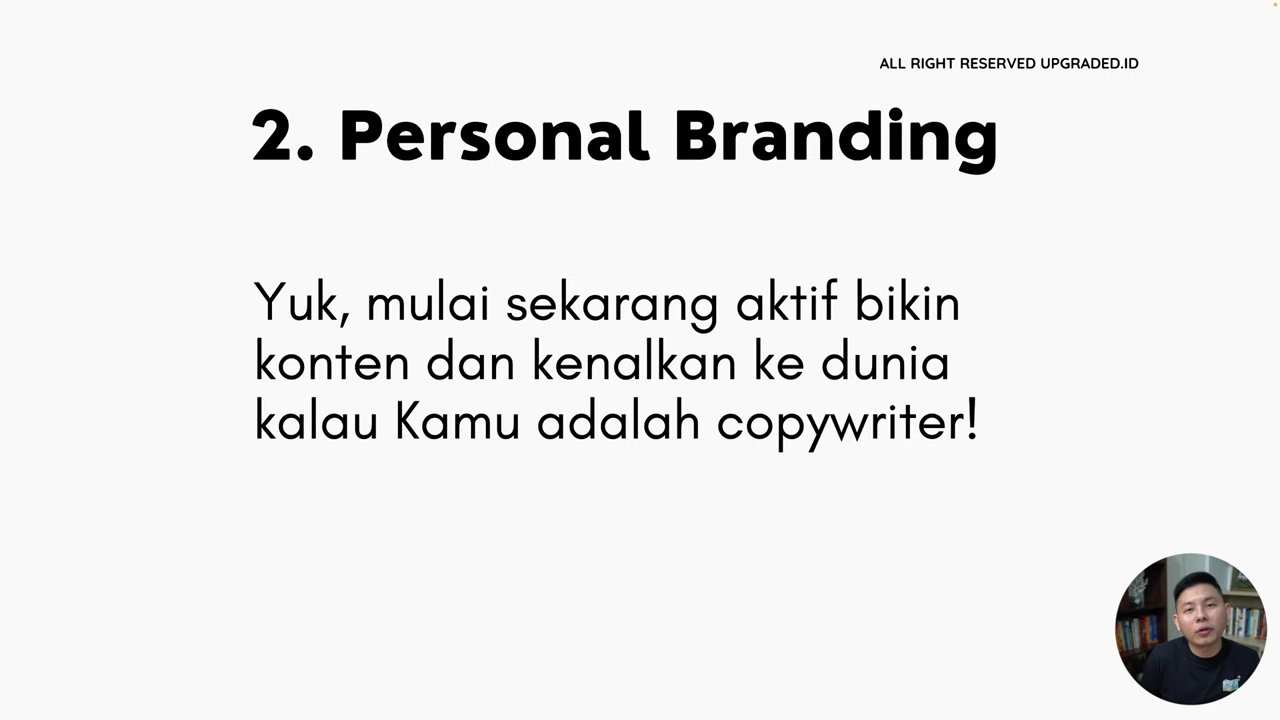 ALL RIGHT RESERVED UPGRADED.ID
2. Personal Branding
Yuk, mulai sekarang aktif bikin
konten dan kenalkan ke dunia
kalau Kamu adalah copywriter!